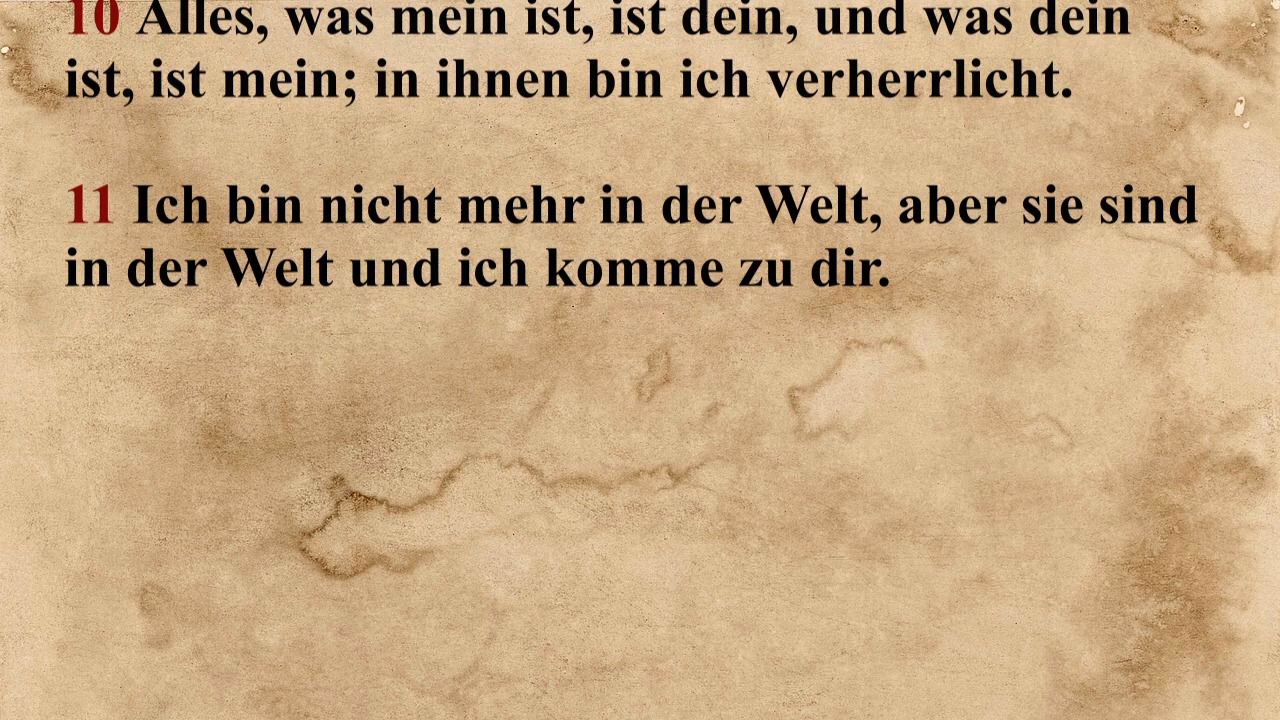 10 Alles, was mein ist, ist dein, und was dein
ist, ist mein; in ihnen bin ich verherrlicht.
11 Ich bin nicht mehr in der Welt, aber sie sind
in der Welt und ich komme zu dir.